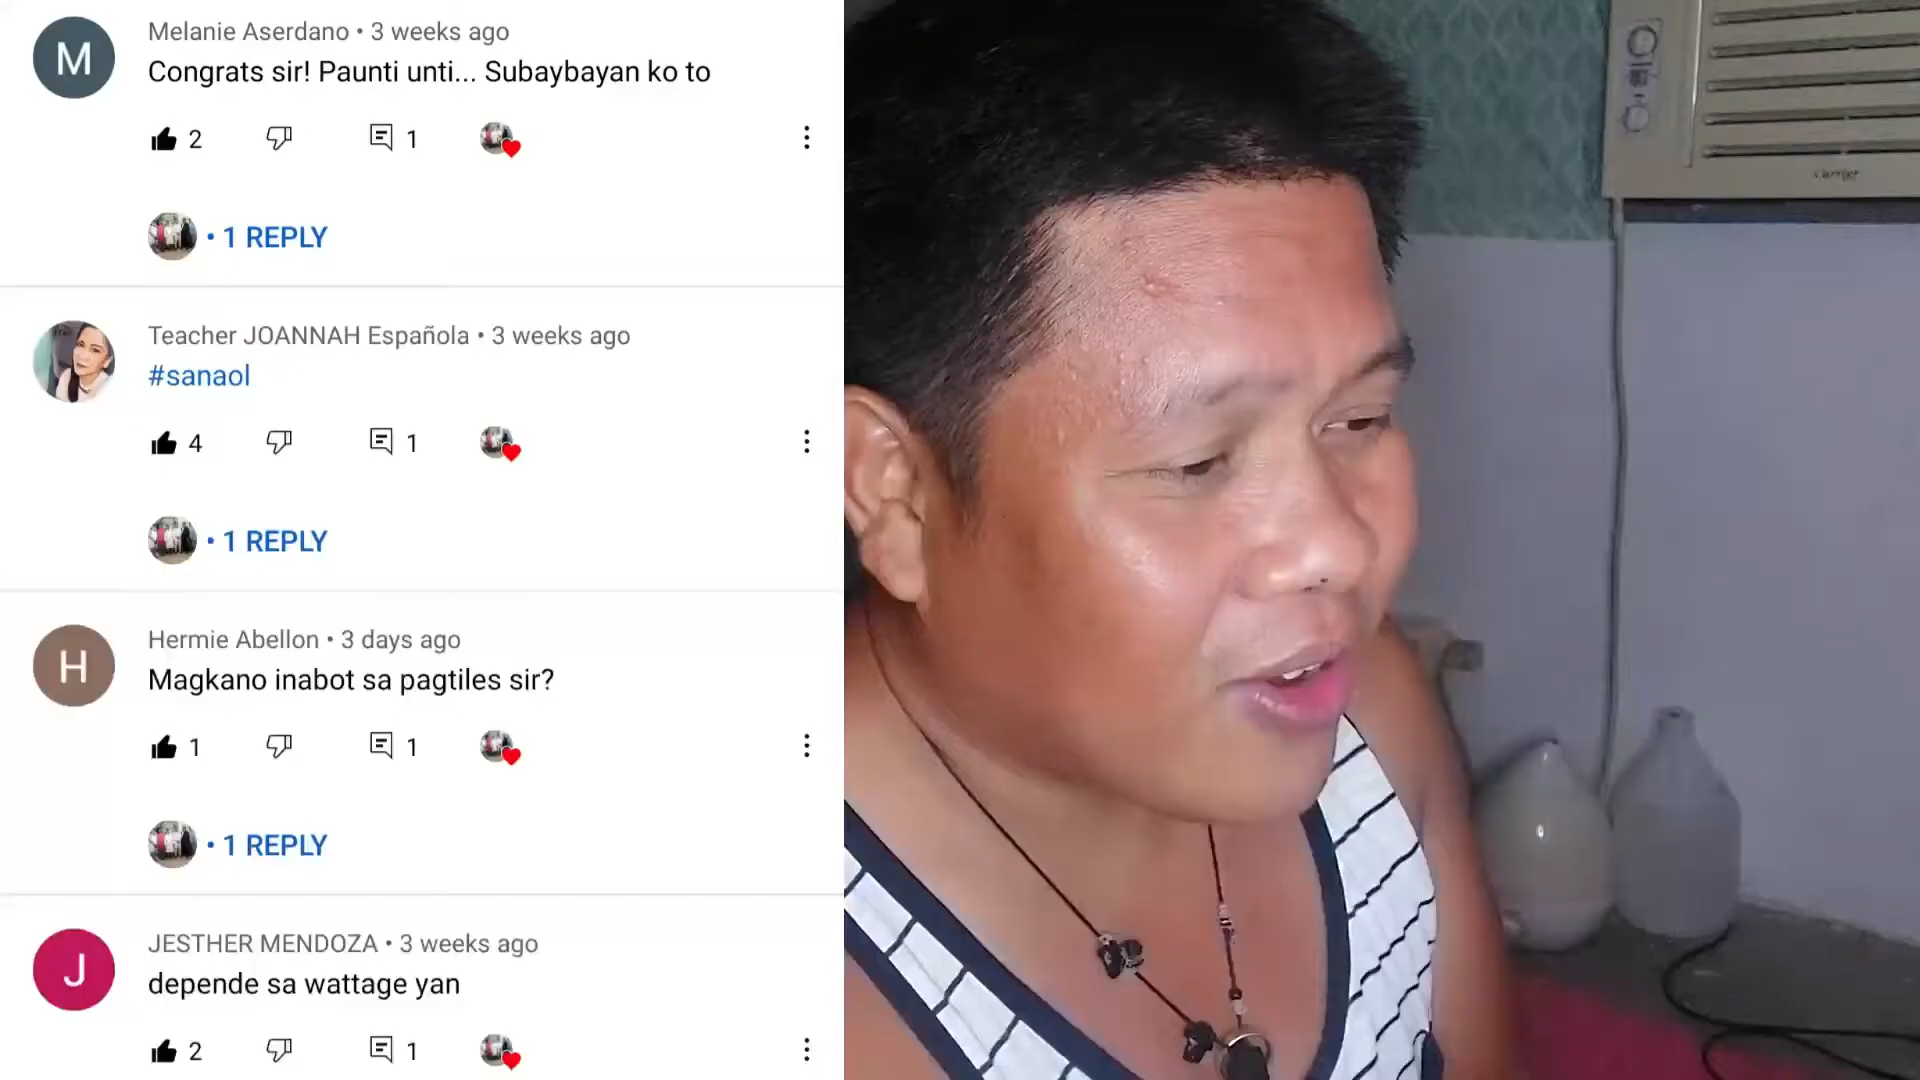 M
Melanie Aserdano • 3 weeks ago
Congrats sir! Paunti unti... Subaybayan ko to
2
1
• 1 REPLY
Teacher JOANNAH Española • 3 weeks ago
#sanaol
4
1
• 1 REPLY
H
Hermie Abellon • 3 days ago
Magkano inabot sa pagtiles sir?
1
1
• 1 REPLY
J
JESTHER MENDOZA • 3 weeks ago
depende sa wattage yan
2
1
Carrier